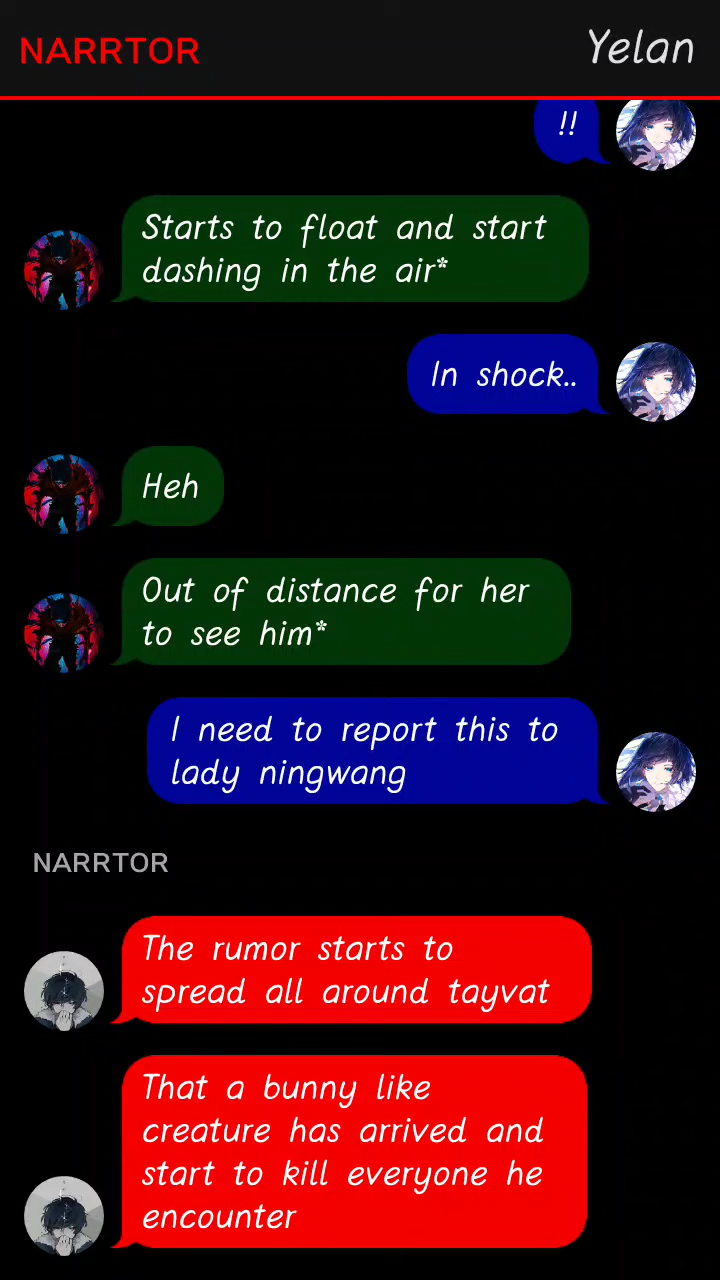 NARRTOR
Yelan
!!
Starts to float and start
dashing in the air*
In shock..
Heh
Out of distance for her
to see him*
I need to report this to
lady ningwang
NARRTOR
The rumor starts to
spread all around tayvat
That a bunny like
creature has arrived and
start to kill everyone he
encounter